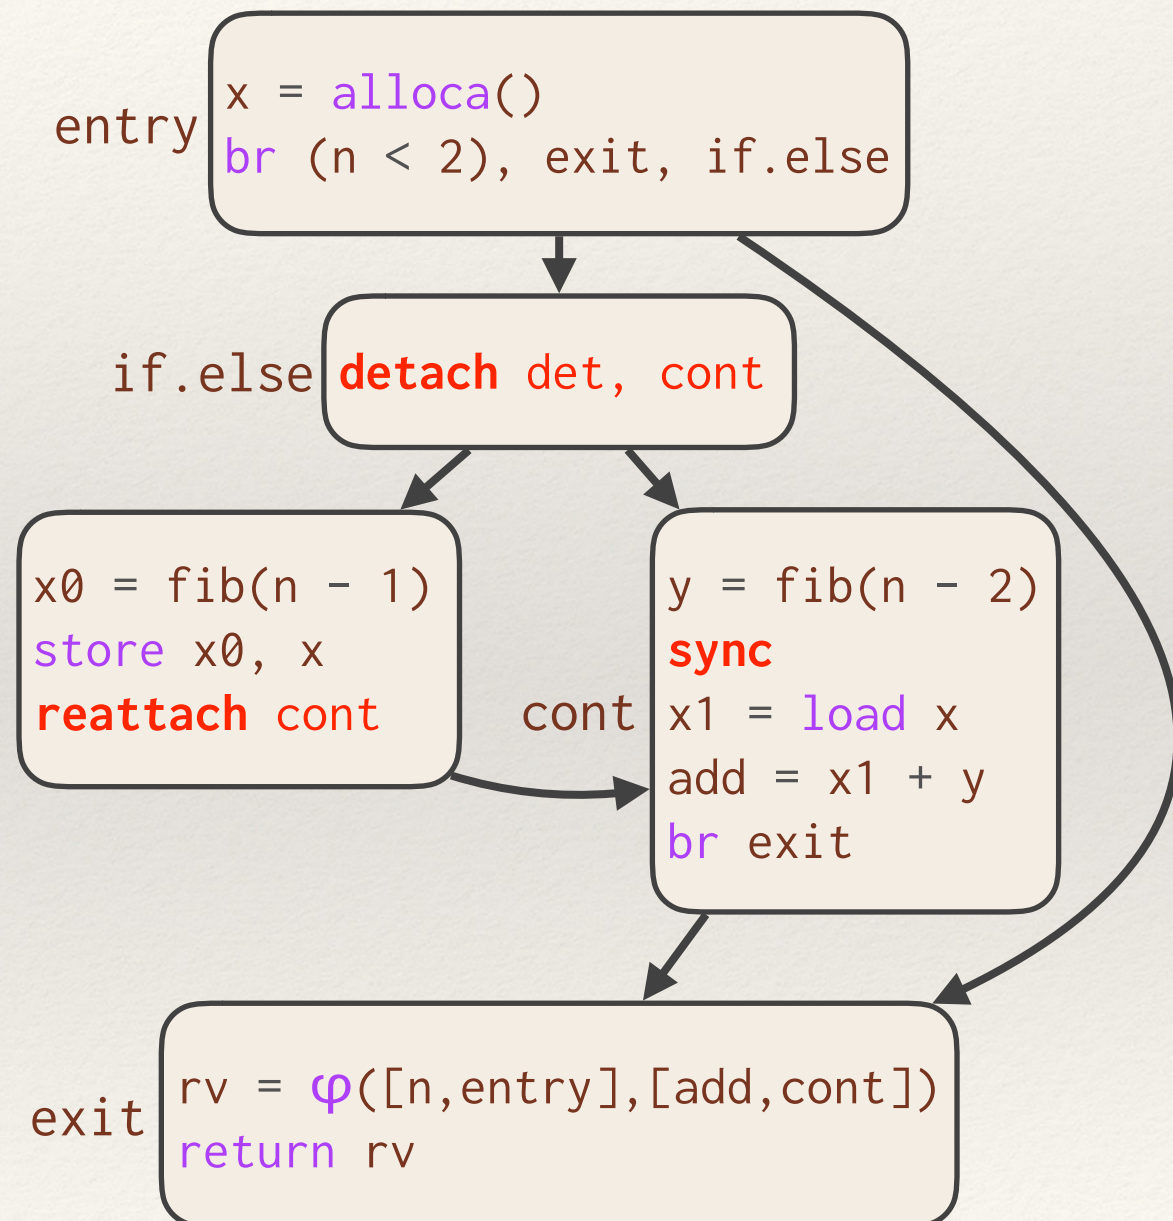 entry
x = alloca()
br (n < 2), exit, if.else
if.else
detach det, cont
x0 = fib(n - 1)
store x0, x
reattach cont
cont
y = fib(n - 2)
sync
x1 = load x
add = x1 + y
br exit
exit
rv = φ([n,entry],[add,cont])
return rv